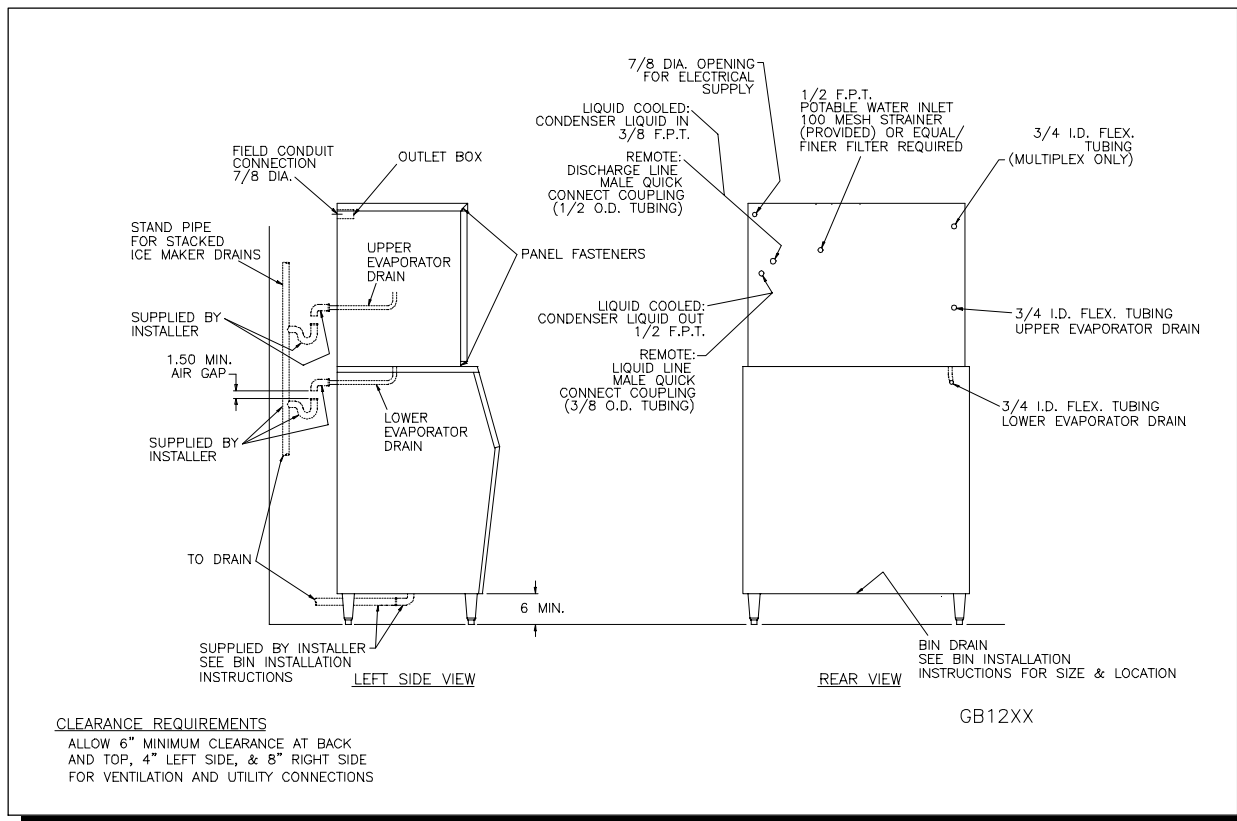 7/8 DIA. OPENING
FOR ELECTRICAL
SUPPLY
1/2 F.P.T.
POTABLE WATER INLET
100 MESH STRAINER
(PROVIDED) OR EQUAL/
FINER FILTER REQUIRED
LIQUID COOLED:
CONDENSER LIQUID IN
3/8 F.P.T.
3/4 I.D. FLEX.
TUBING
(MULTIPLEX ONLY)
FIELD CONDUIT
CONNECTION
7/8 DIA.
OUTLET BOX
REMOTE:
DISCHARGE LINE
MALE QUICK
CONNECT COUPLING
(1/2 O.D. TUBING)
STAND PIPE
FOR STACKED
ICE MAKER DRAINS
UPPER
EVAPORATOR
DRAIN
PANEL FASTENERS
SUPPLIED BY
INSTALLER
LIQUID COOLED:
CONDENSER LIQUID OUT
1/2 F.P.T.
3/4 I.D. FLEX. TUBING
UPPER EVAPORATOR DRAIN
1.50 MIN.
AIR GAP
REMOTE:
LIQUID LINE
MALE QUICK
CONNECT COUPLING
(3/8 O.D. TUBING)
3/4 I.D. FLEX. TUBING
LOWER EVAPORATOR DRAIN
LOWER
EVAPORATOR
DRAIN
SUPPLIED BY
INSTALLER
TO DRAIN
6 MIN.
SUPPLIED BY INSTALLER
SEE BIN INSTALLATION
INSTRUCTIONS
BIN DRAIN
SEE BIN INSTALLATION
INSTRUCTIONS FOR SIZE & LOCATION
LEFT SIDE VIEW
REAR VIEW
GB12XX
CLEARANCE REQUIREMENTS
ALLOW 6" MINIMUM CLEARANCE AT BACK
AND TOP, 4" LEFT SIDE, & 8" RIGHT SIDE
FOR VENTILATION AND UTILITY CONNECTIONS